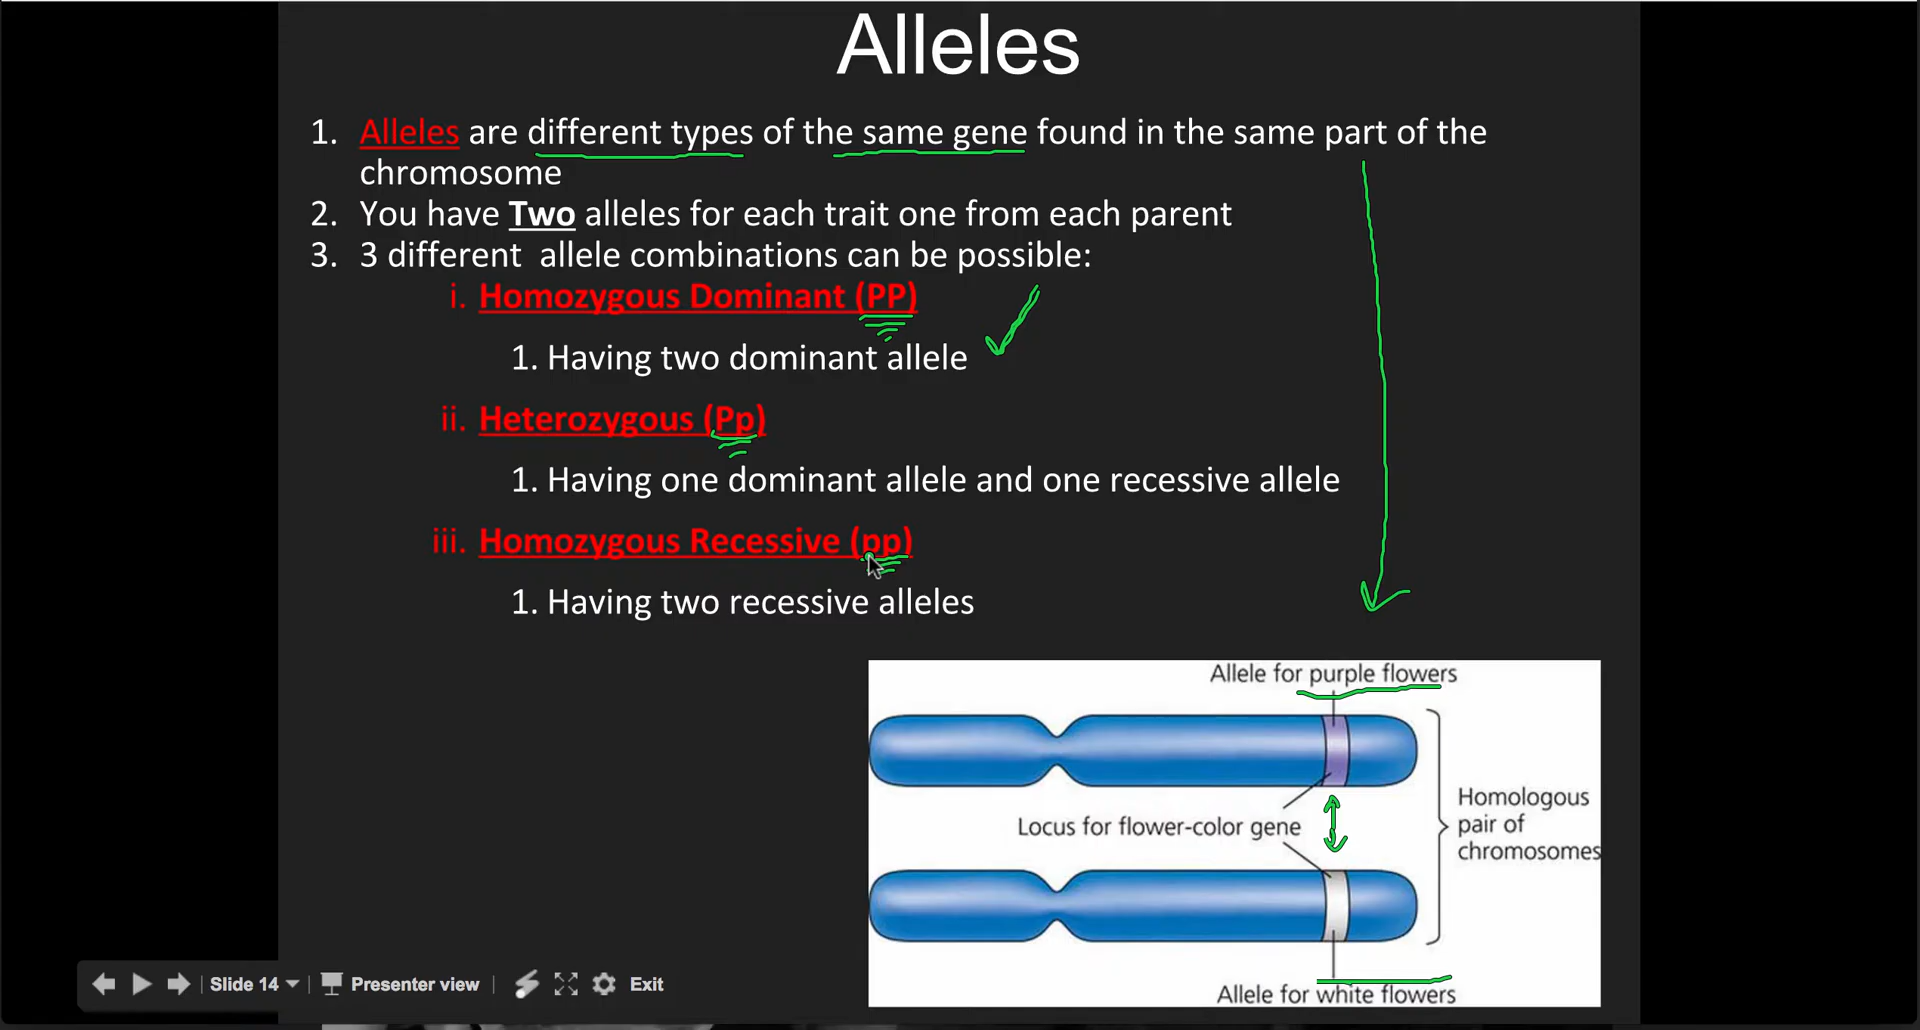 Alleles
1. Alleles are different types of the same gene found in the same part of the
chromosome
2. You have Two alleles for each trait one from each parent
3. 3 different allele combinations can be possible:
i. Homozygous Dominant (PP)
1. Having two dominant allele
ii. Heterozygous (Pp)
1. Having one dominant allele and one recessive allele
iii. Homozygous Recessive (pp)
1. Having two recessive alleles
Allele for purple flowers
Locus for flower-color gene
Homologous
pair of
chromosomes
Allele for white flowers
Slide 14
Presenter view
Exit